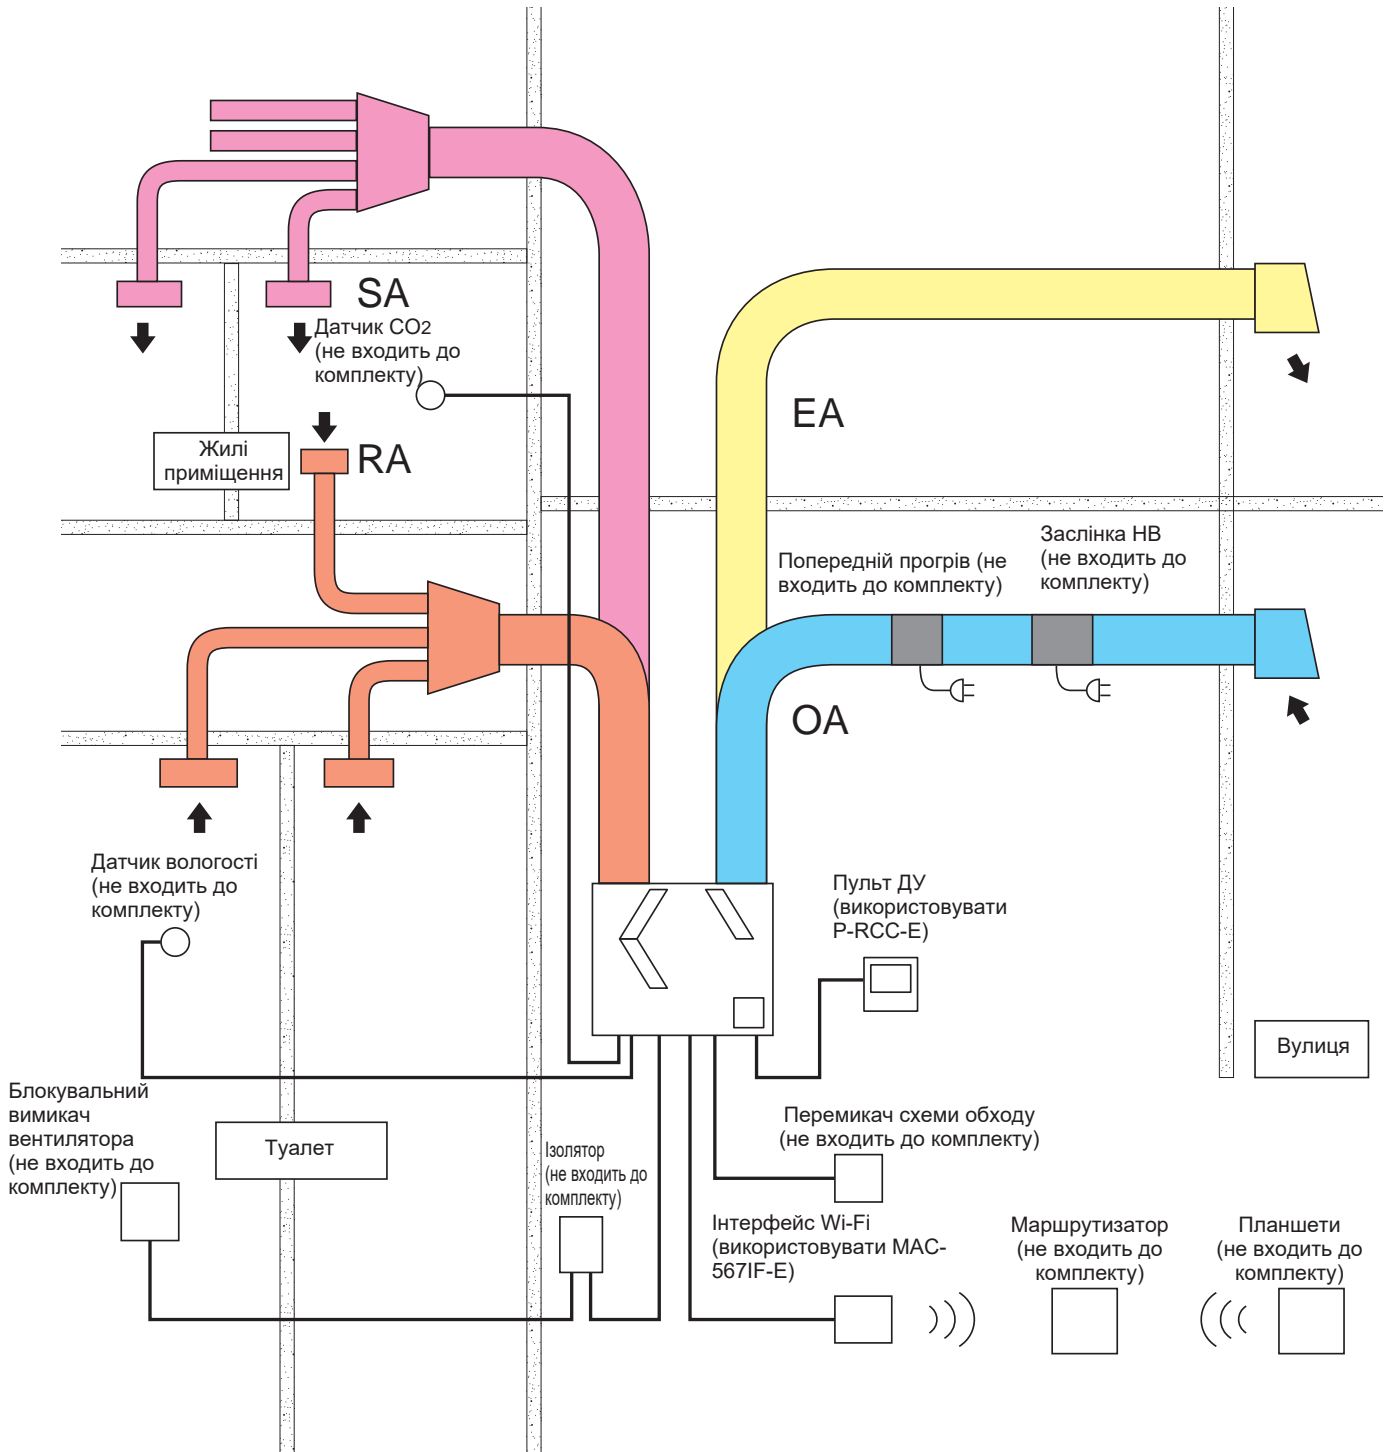 SA
Датчик CO2
(не входить до
комплекту)
EA
Жилі
приміщення
RA
Заслінка НВ
(не входить до
комплекту)
Попередній прогрів (не
входить до комплекту)
OA
Датчик вологості
(не входить до
комплекту)
Пульт ДУ
(використовувати
P-RCC-E)
Вулиця
Блокувальний
вимикач
вентилятора
(не входить до
комплекту)
Туалет
Ізолятор
(не входить до
комплекту)
Перемикач схеми обходу
(не входить до комплекту)
Інтерфейс Wi-Fi
(використовувати MAC-
567IF-E)
Маршрутизатор
(не входить до
комплекту)
Планшети
(не входить до
комплекту)